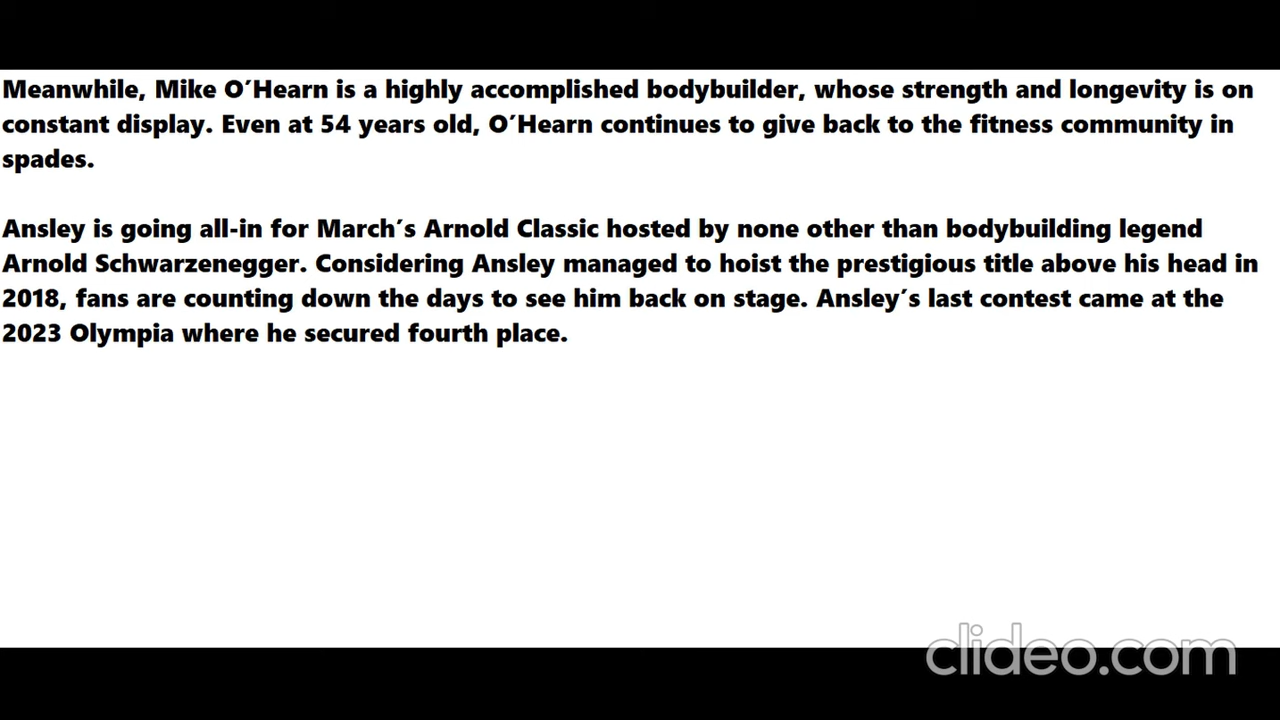 Meanwhile, Mike O′Hearn is a highly accomplished bodybuilder, whose strength and longevity is on
constant display. Even at 54 years old, O′Hearn continues to give back to the fitness community in
spades.
Ansley is going all-in for March′s Arnold Classic hosted by none other than bodybuilding legend
Arnold Schwarzenegger. Considering Ansley managed to hoist the prestigious title above his head in
2018, fans are counting down the days to see him back on stage. Ansley′s last contest came at the
2023 Olympia where he secured fourth place.
clideo.com